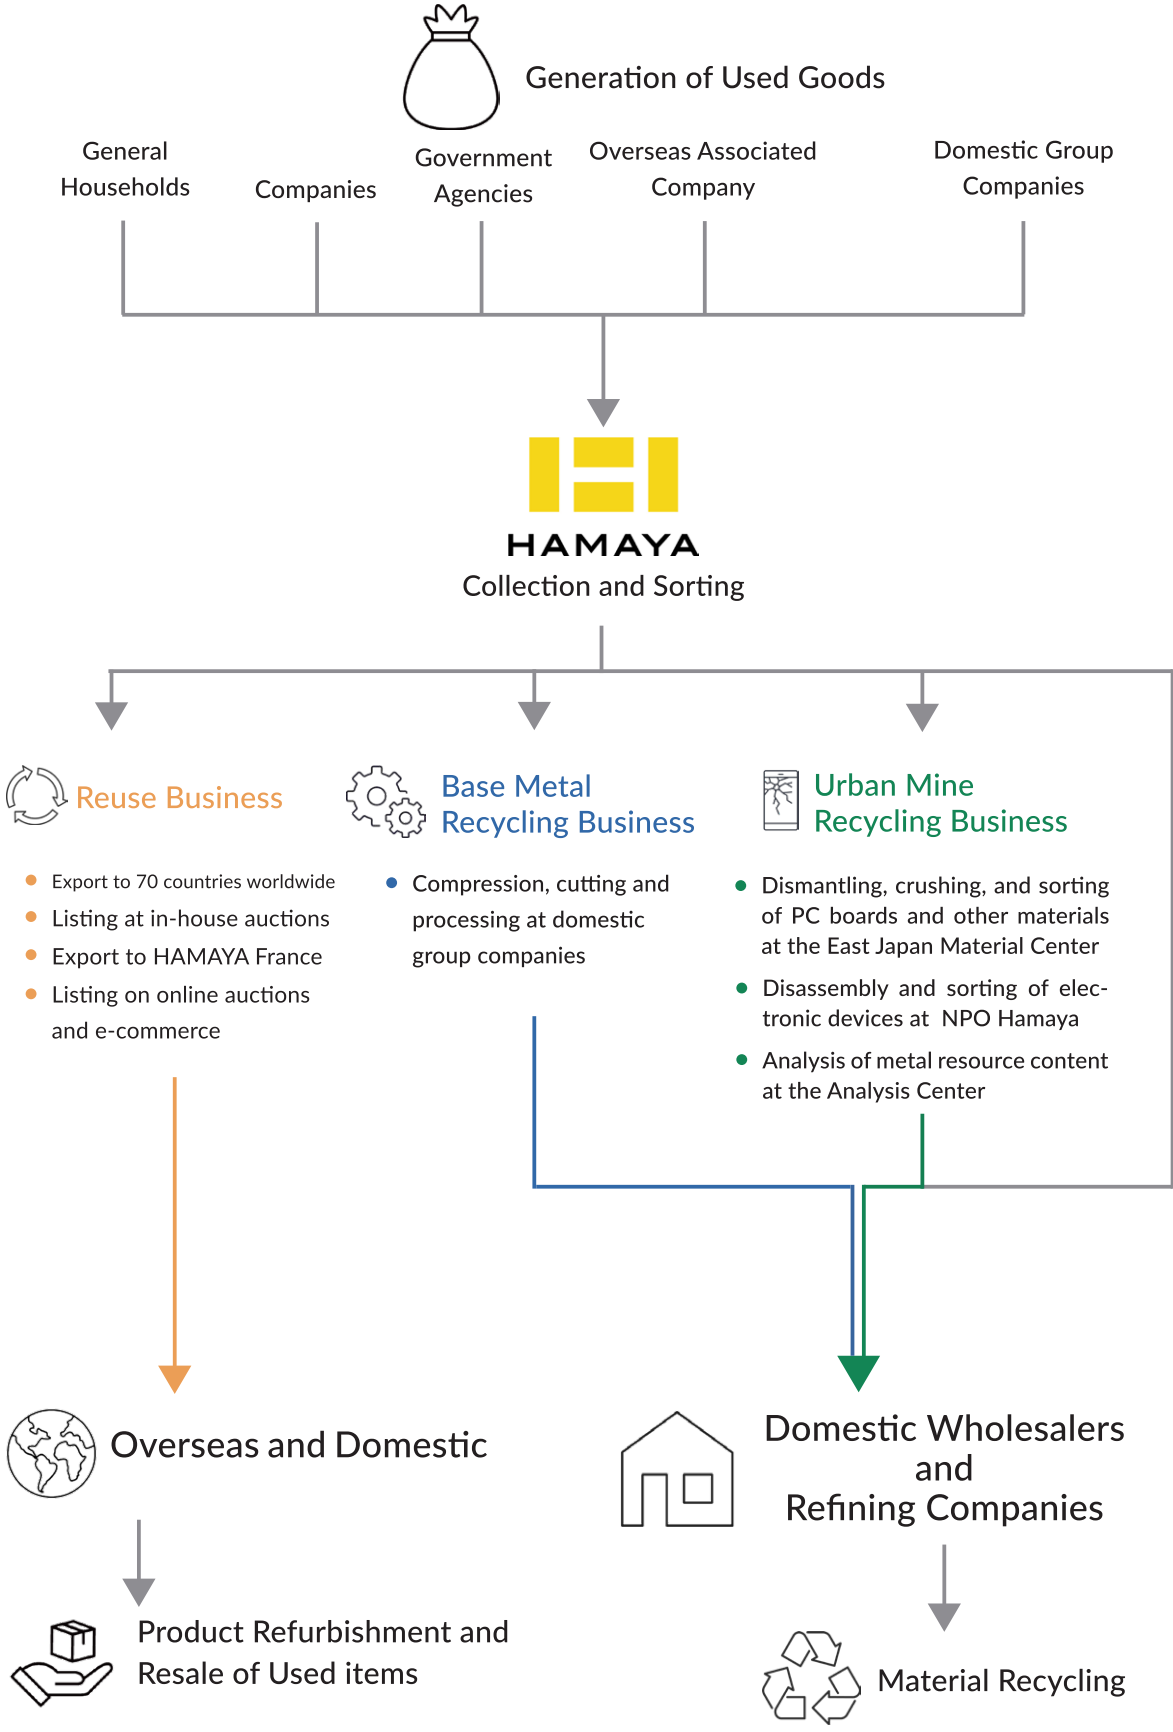 Generation of Used Goods
General
Households
Companies
Government
Agencies
Overseas Associated
Company
Domestic Group
Companies
HAMAYA
Collection and Sorting
Reuse Business
Export to 70 countries worldwide
Listing at in-house auctions
Export to HAMAYA France
Listing on online auctions
and e-commerce
Base Metal
Recycling Business
Compression, cutting and
processing at domestic
group companies
Urban Mine
Recycling Business
Dismantling, crushing, and sorting
of PC boards and other materials
at the East Japan Material Center
Disassembly and sorting of elec-
tronic devices at NPO Hamaya
Analysis of metal resource content
at the Analysis Center
Overseas and Domestic
Product Refurbishment and
Resale of Used items
Domestic Wholesalers
and
Refining Companies
Material Recycling